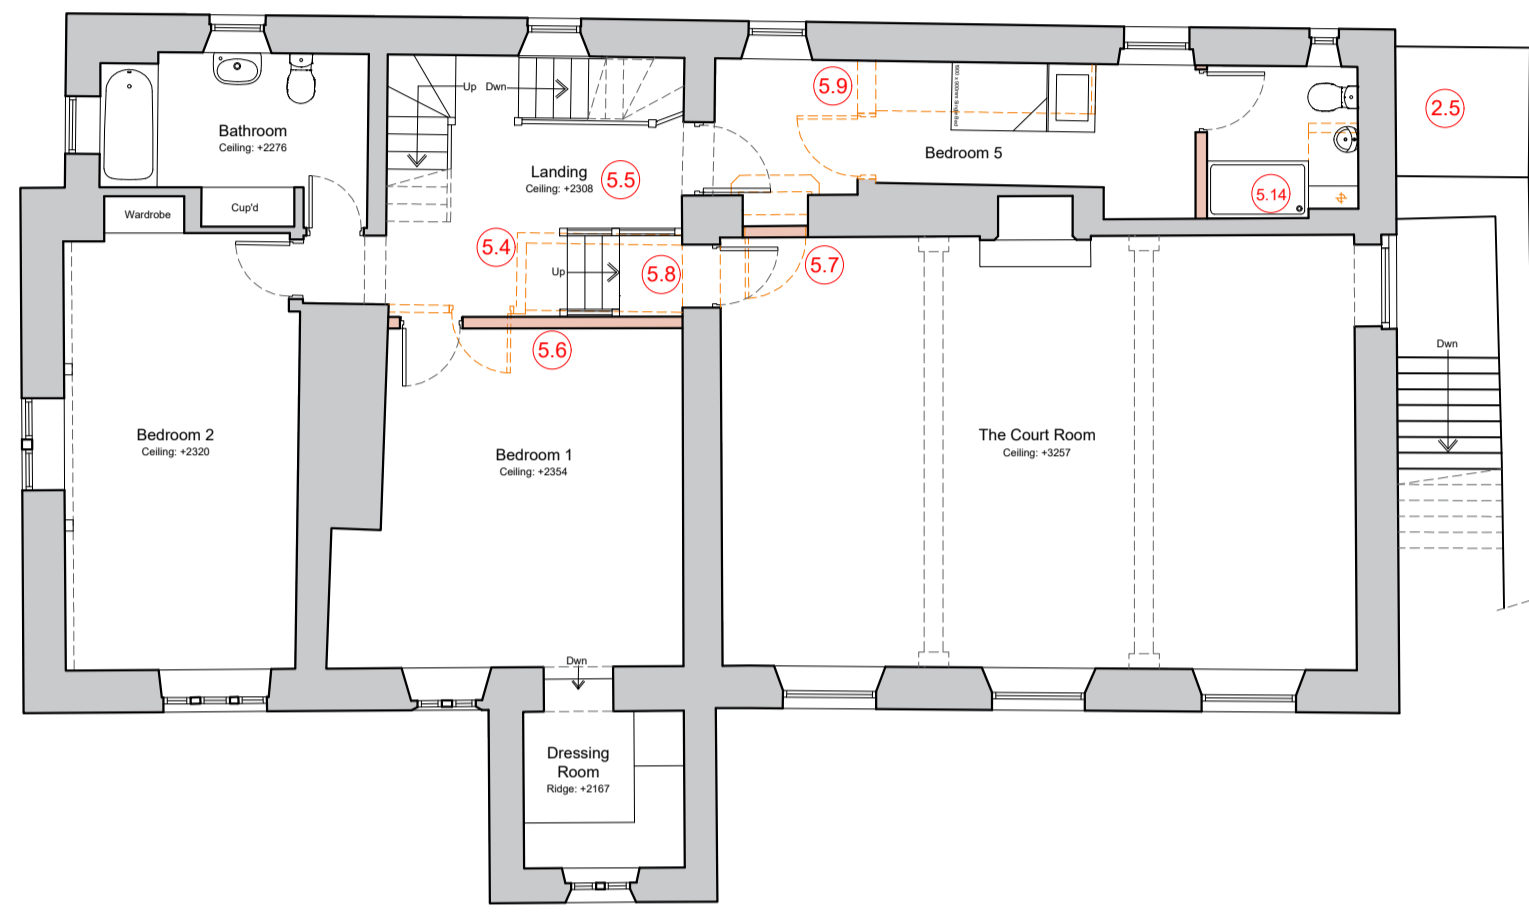 5.9
2.5
Up Dwn
Bathroom
Ceiling: +2276
Bedroom 5
Landing
Ceiling: +2308
5.5
5.14
Wardrobe
Cup'd
5.4
5.8
5.7
Up
Dwn
5.6
Bedroom 2
Ceiling: +2320
Bedroom 1
Ceiling: +2354
The Court Room
Ceiling: +3257
Dwn
Dressing
Room
Ridge: +2167